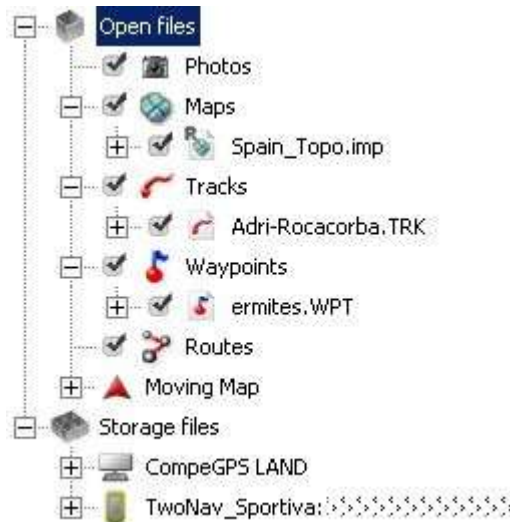 Open files
Photos
Maps
Spain_Topo.imp
Tracks
Adri-Rocacorba.TRK
Waypoints
ermites.WPT
Routes
Moving Map
Storage files
CompeGPS LAND
TwoNav_Sportiva: